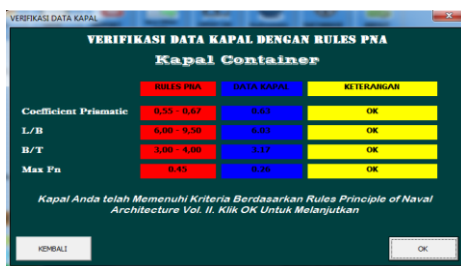 VERIFIKASI DATA KAPAL
VERIFIKASI DATA KAPAL DENGAN RULES PNA
Kapal Container
RULES PNA DATA KAPAL KETERANGAN
Coefficient Prismatic 0,55 - 0,67 0.63 OK
L/B 6,00 - 9,50 6.03 OK
B/T 3,00 - 4,00 3.17 OK
Max Fn 0.45 OK
Kapal Anda telah Memenuhi Kriteria Berdasarkan Rules Principle of Naval
Architecture Vol. II. Klik OK Untuk Melanjutkan
KEMBALI OK